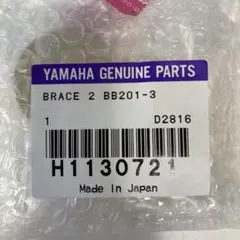 YAMAHA GENUINE PARTS
BRACE 2 BB201-3
1 D2816
H1130721
Made In Japan